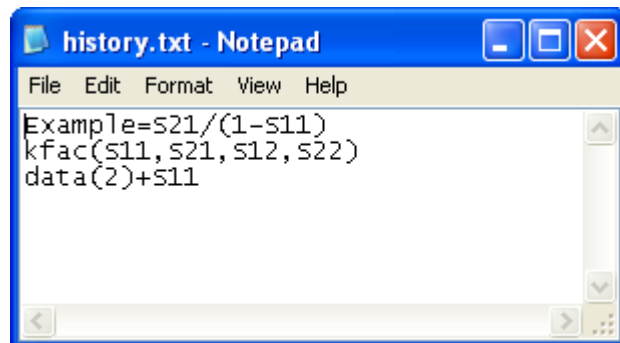 history.txt - Notepad
File Edit Format View Help
Example=S21/(1-S11)
kfac(S11,S21,S12,S22)
data(2)+S11